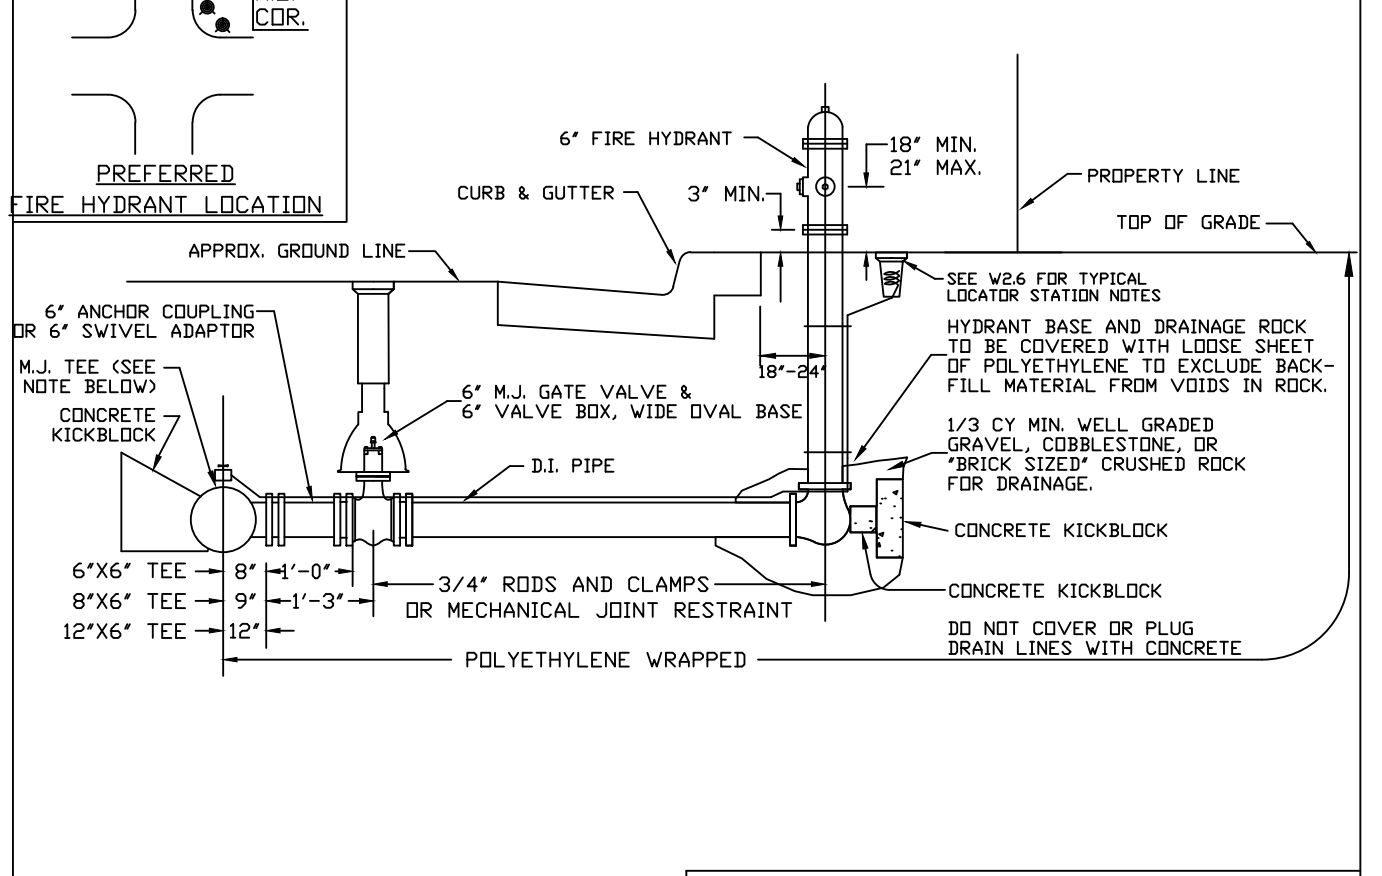 COR.
PREFERRED
FIRE HYDRANT LOCATION
6" FIRE HYDRANT
18" MIN.
21" MAX.
CURB & GUTTER
3" MIN.
PROPERTY LINE
TOP OF GRADE
APPROX. GROUND LINE
SEE W2.6 FOR TYPICAL
LOCATOR STATION NOTES
6" ANCHOR COUPLING
OR 6" SWIVEL ADAPTOR
HYDRANT BASE AND DRAINAGE ROCK
TO BE COVERED WITH LOOSE SHEET
OF POLYETHYLENE TO EXCLUDE BACK-
FILL MATERIAL FROM VOIDS IN ROCK.
M.J. TEE (SEE
NOTE BELOW)
18"-24"
6" M.J. GATE VALVE &
6" VALVE BOX, WIDE OVAL BASE
CONCRETE
KICKBLOCK
1/3 CY MIN. WELL GRADED
GRAVEL, COBBLESTONE, OR
"BRICK SIZED" CRUSHED ROCK
FOR DRAINAGE.
D.I. PIPE
CONCRETE KICKBLOCK
6"X6" TEE 8" 1'-0"
8"X6" TEE 9" 1'-3"
12"X6" TEE 12"
3/4" RODS AND CLAMPS
OR MECHANICAL JOINT RESTRAINT
CONCRETE KICKBLOCK
DO NOT COVER OR PLUG
DRAIN LINES WITH CONCRETE
POLYETHYLENE WRAPPED